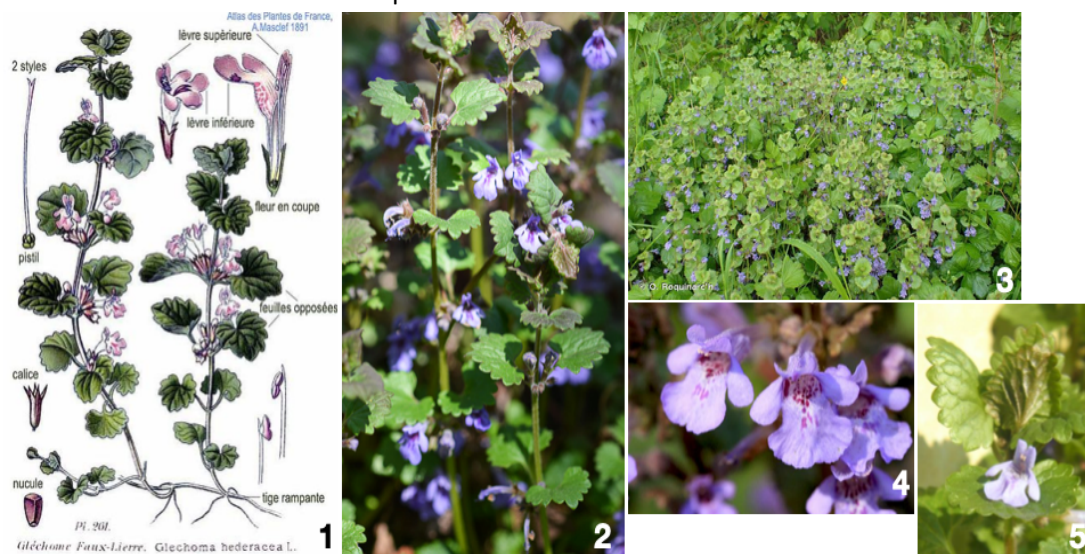 Atlas des Plantes de France,
A.Masclef 1891
lèvre supérieure
2 styles
lèvre inférieure
fleur en coupe
pistil
feuilles opposées
calice
nucule
tige rampante
Pl. 261.
Gléchome Faux-Lierre. Glechoma hederacea L.
1
2
3
4
5